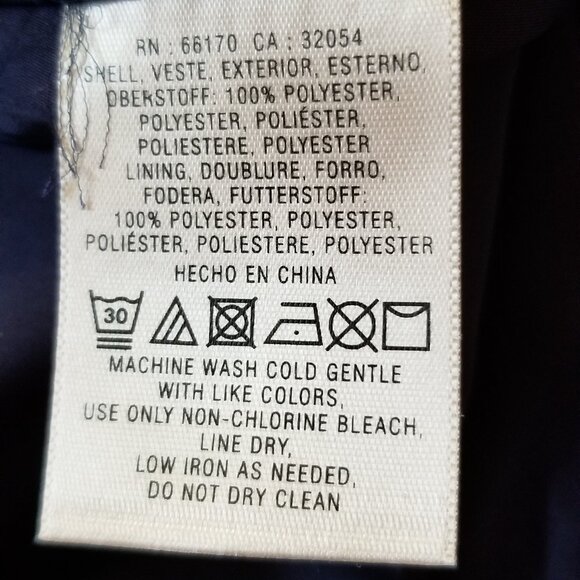 RN : 66170 CA : 32054
SHELL, VESTE, EXTERIOR, ESTERNO,
OBERSTOFF: 100% POLYESTER,
POLYESTER, POLIÉSTER,
POLIESTERE, POLYESTER
LINING, DOUBLURE, FORRO,
FODERA, FUTTERSTOFF:
100% POLYESTER, POLYESTER,
POLIÉSTER, POLIESTERE, POLYESTER
HECHO EN CHINA
30
MACHINE WASH COLD GENTLE
WITH LIKE COLORS,
USE ONLY NON-CHLORINE BLEACH,
LINE DRY,
LOW IRON AS NEEDED,
DO NOT DRY CLEAN